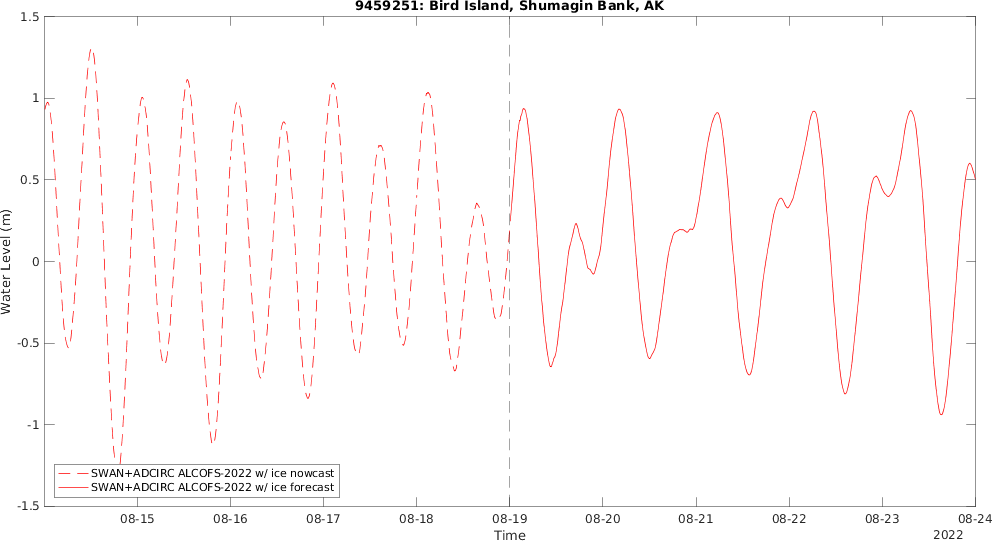 9459251: Bird Island, Shumagin Bank, AK
1.5
1
0.5
0
-0.5
-1
-1.5
Water Level (m)
SWAN+ADCIRC ALCOFS-2022 w/ ice nowcast
SWAN+ADCIRC ALCOFS-2022 w/ ice forecast
08-15 08-16 08-17 08-18 08-19 08-20 08-21 08-22 08-23 08-24
Time
2022